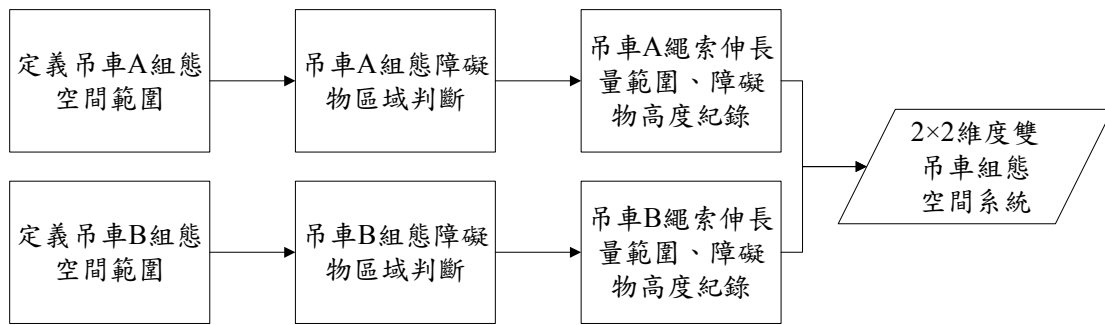 定義吊車A組態
空間範圍
吊車A組態障礙
物區域判斷
吊車A繩索伸長
量範圍、障礙
物高度紀錄
2×2維度雙
吊車組態
空間系統
定義吊車B組態
空間範圍
吊車B組態障礙
物區域判斷
吊車B繩索伸長
量範圍、障礙
物高度紀錄